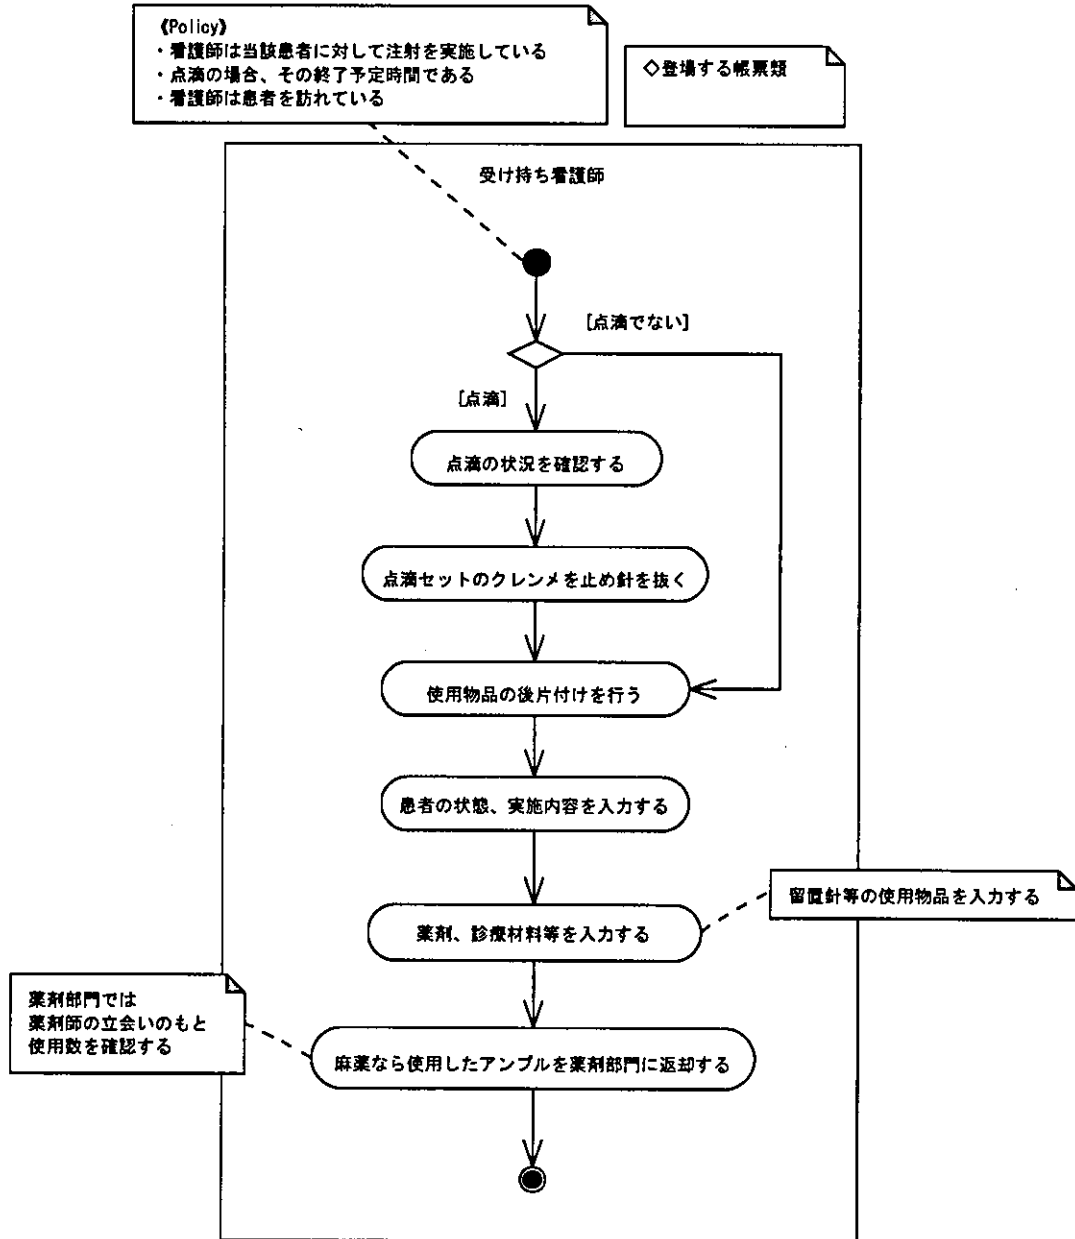 《Policy》
・看護師は当該患者に対して注射を実施している
・点滴の場合、その終了予定時間である
・看護師は患者を訪れている
◇登場する帳票類
受け持ち看護師
[点滴でない]
[点滴]
点滴の状況を確認する
点滴セットのクレンメを止め針を抜く
使用物品の後片付けを行う
患者の状態、実施内容を入力する
留置針等の使用物品を入力する
薬剤、診療材料等を入力する
薬剤部門では
薬剤師の立会いのもと
使用数を確認する
麻薬なら使用したアンプルを薬剤部門に返却する